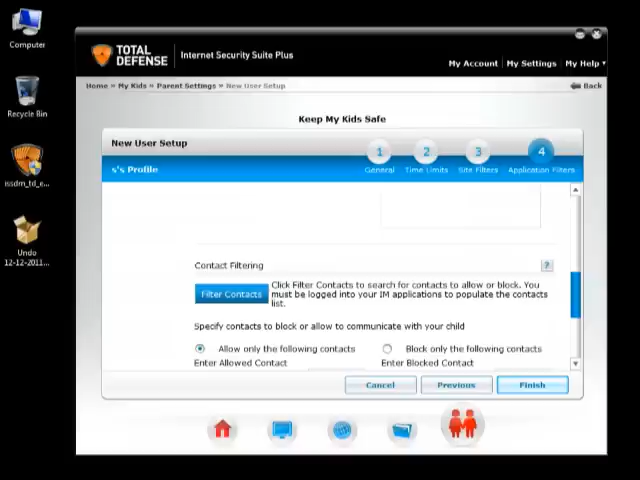 Computer
Recycle Bin
issdm_td_e...
Undo
12-12-2011...
TOTAL
DEFENSE
Internet Security Suite Plus
My Account
My Settings
My Help
Home » My Kids » Parent Settings » New User Setup
Back
Keep My Kids Safe
New User Setup
s's Profile
1
General
2
Time Limits
3
Site Filters
4
Application Filters
Contact Filtering
?
Filter Contacts
Click Filter Contacts to search for contacts to allow or block. You
must be logged into your IM applications to populate the contacts
list.
Specify contacts to block or allow to communicate with your child
Allow only the following contacts
Block only the following contacts
Enter Allowed Contact
Enter Blocked Contact
Cancel
Previous
Finish